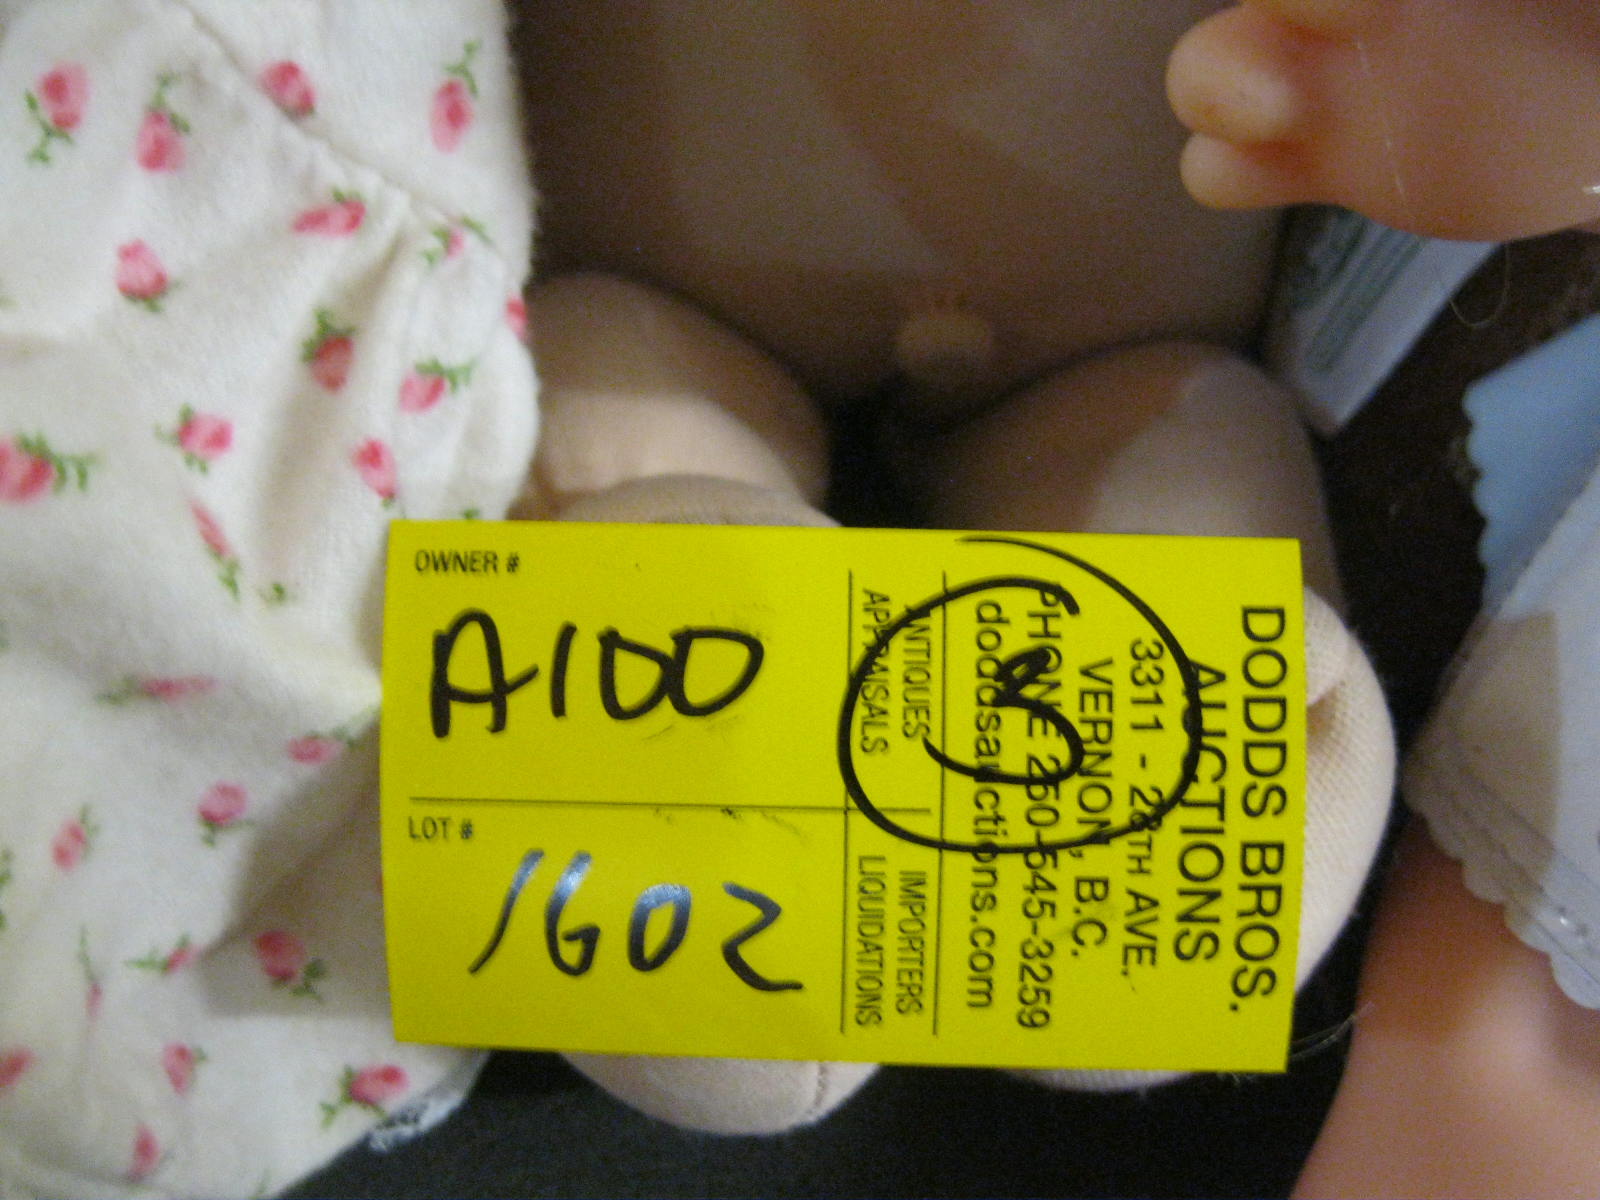 OWNER #
A100
LOT #
1602
DODDS BROS.
AUCTIONS
3311 - 28TH AVE.
VERNON, B.C.
PHONE 250-545-3259
doddsauctions.com
ANTIQUES
IMPORTERS
APPRAISALS
LIQUIDATIONS